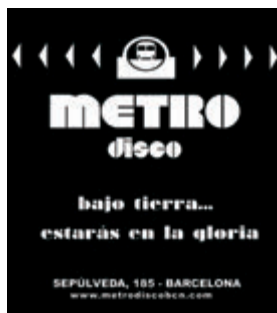 METRO
disco
bajo tierra...
estarás en la gloria
SEPÚLVEDA, 185 - BARCELONA
www.metrodiscobcn.com